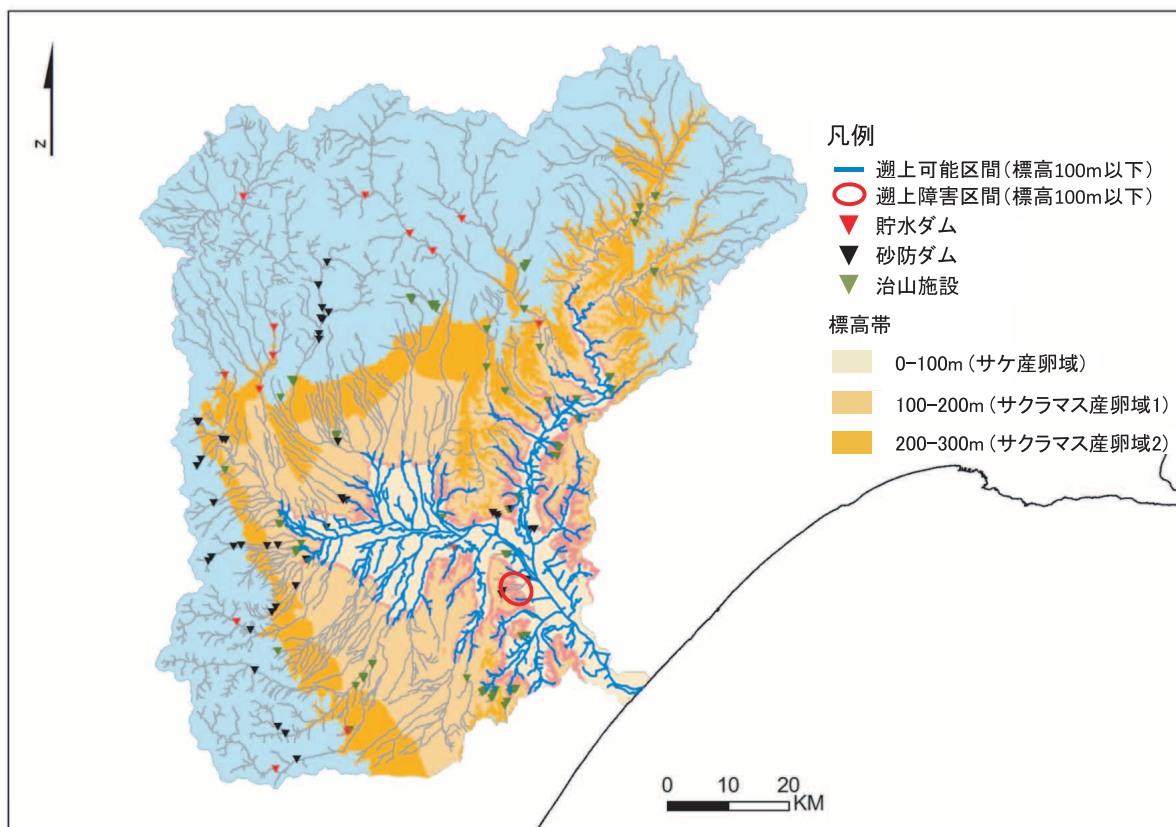 N
凡例
遡上可能区間(標高100m以下)
遡上障害区間(標高100m以下)
貯水ダム
砂防ダム
治山施設
標高帯
0-100m(サケ産卵域)
100-200m(サクラマス産卵域1)
200-300m(サクラマス産卵域2)
0 10 20
KM